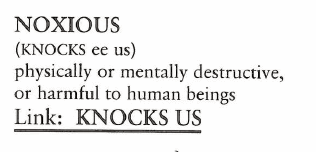 NOXIOUS
(KNOCKS ee us)
physically or mentally destructive,
or harmful to human beings
Link: KNOCKS US